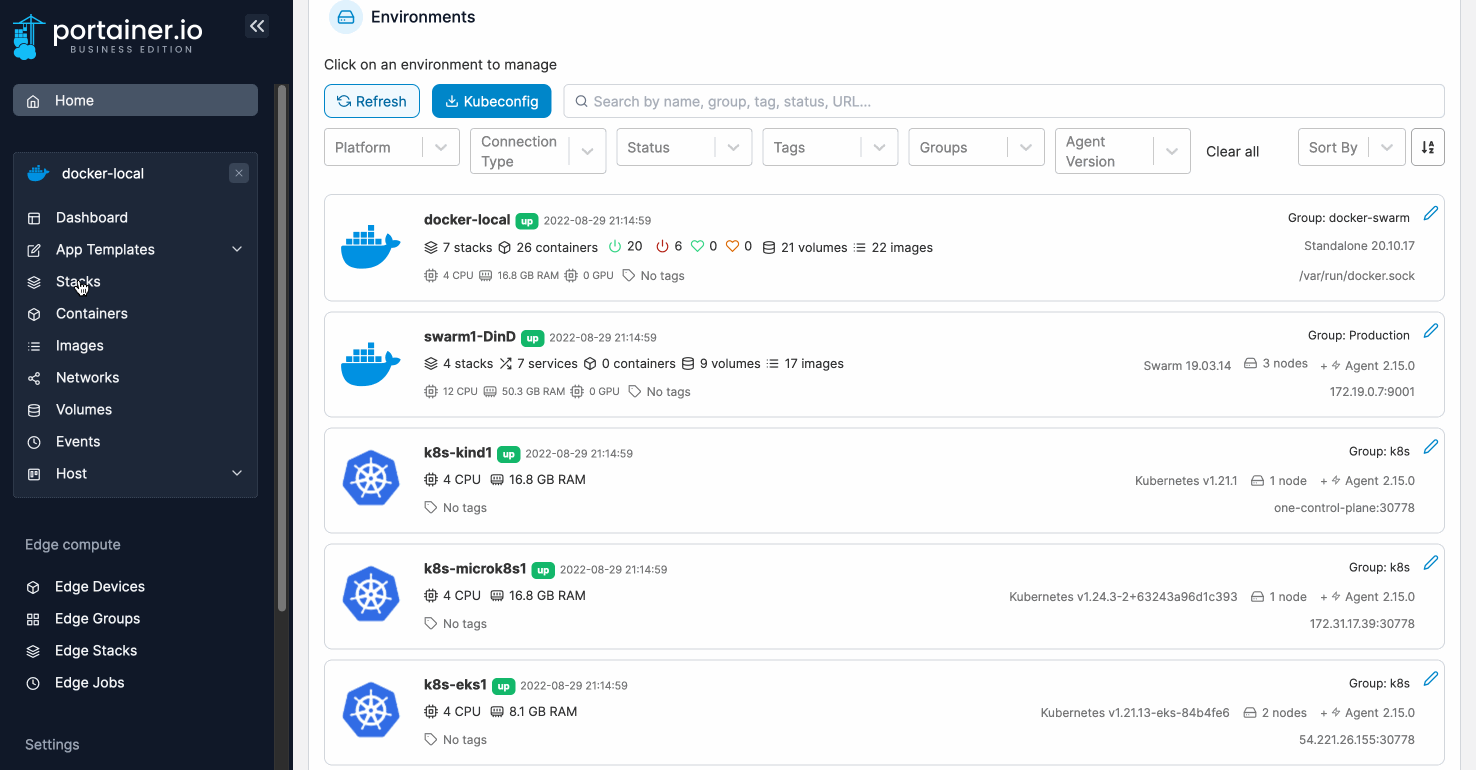 portainer.io
BUSINESS EDITION
Home
docker-local
Dashboard
App Templates
Stacks
Containers
Images
Networks
Volumes
Events
Host
Edge compute
Edge Devices
Edge Groups
Edge Stacks
Edge Jobs
Settings
Environments
Click on an environment to manage
Refresh Kubeconfig Search by name, group, tag, status, URL...
Platform Connection Type Status Tags Groups Agent Version Clear all Sort By
docker-local up 2022-08-29 21:14:59 Group: docker-swarm
7 stacks 26 containers 20 6 0 0 21 volumes 22 images Standalone 20.10.17
4 CPU 16.8 GB RAM 0 GPU No tags /var/run/docker.sock
swarm1-DinD up 2022-08-29 21:14:59 Group: Production
4 stacks 7 services 0 containers 9 volumes 17 images Swarm 19.03.14 3 nodes + Agent 2.15.0
12 CPU 50.3 GB RAM 0 GPU No tags 172.19.0.7:9001
k8s-kind1 up 2022-08-29 21:14:59 Group: k8s
4 CPU 16.8 GB RAM Kubernetes v1.21.1 1 node + Agent 2.15.0
No tags one-control-plane:30778
k8s-microk8s1 up 2022-08-29 21:14:59 Group: k8s
4 CPU 16.8 GB RAM Kubernetes v1.24.3-2+63243a96d1c393 1 node + Agent 2.15.0
No tags 172.31.17.39:30778
k8s-eks1 up 2022-08-29 21:14:59 Group: k8s
4 CPU 8.1 GB RAM Kubernetes v1.21.13-eks-84b4fe6 2 nodes + Agent 2.15.0
No tags 54.221.26.155:30778